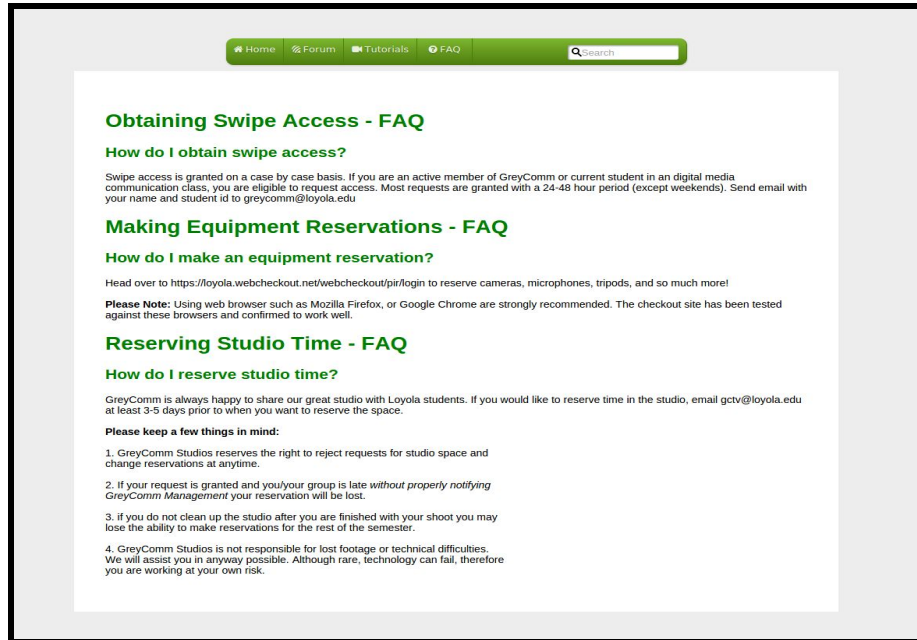 Home Forum Tutorials FAQ Search
Obtaining Swipe Access - FAQ
How do I obtain swipe access?
Swipe access is granted on a case by case basis. If you are an active member of GreyComm or current student in an digital media
communication class, you are eligible to request access. Most requests are granted with a 24-48 hour period (except weekends). Send email with
your name and student id to greycomm@loyola.edu
Making Equipment Reservations - FAQ
How do I make an equipment reservation?
Head over to https://loyola.webcheckout.net/webcheckout/pir/login to reserve cameras, microphones, tripods, and so much more!
Please Note: Using web browser such as Mozilla Firefox, or Google Chrome are strongly recommended. The checkout site has been tested
against these browsers and confirmed to work well.
Reserving Studio Time - FAQ
How do I reserve studio time?
GreyComm is always happy to share our great studio with Loyola students. If you would like to reserve time in the studio, email gctv@loyola.edu
at least 3-5 days prior to when you want to reserve the space.
Please keep a few things in mind:
1. GreyComm Studios reserves the right to reject requests for studio space and
change reservations at anytime.
2. If your request is granted and you/your group is late without properly notifying
GreyComm Management your reservation will be lost.
3. if you do not clean up the studio after you are finished with your shoot you may
lose the ability to make reservations for the rest of the semester.
4. GreyComm Studios is not responsible for lost footage or technical difficulties.
We will assist you in anyway possible. Although rare, technology can fail, therefore
you are working at your own risk.